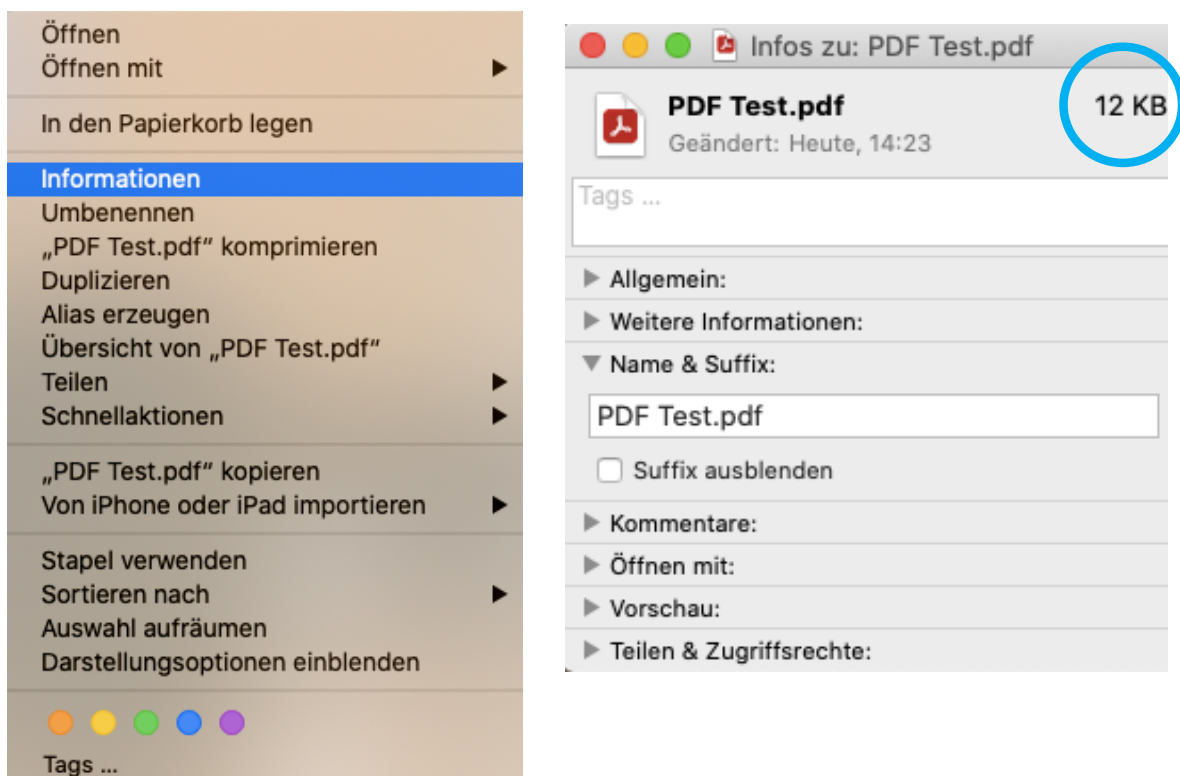 Öffnen
Öffnen mit
In den Papierkorb legen
Informationen
Umbenennen
„PDF Test.pdf“ komprimieren
Duplizieren
Alias erzeugen
Übersicht von „PDF Test.pdf“
Teilen
Schnellaktionen
„PDF Test.pdf“ kopieren
Von iPhone oder iPad importieren
Stapel verwenden
Sortieren nach
Auswahl aufräumen
Darstellungsoptionen einblenden
Tags ...
Infos zu: PDF Test.pdf
PDF Test.pdf 12 KB
Geändert: Heute, 14:23
Tags ...
Allgemein:
Weitere Informationen:
Name & Suffix:
PDF Test.pdf
Suffix ausblenden
Kommentare:
Öffnen mit:
Vorschau:
Teilen & Zugriffsrechte: